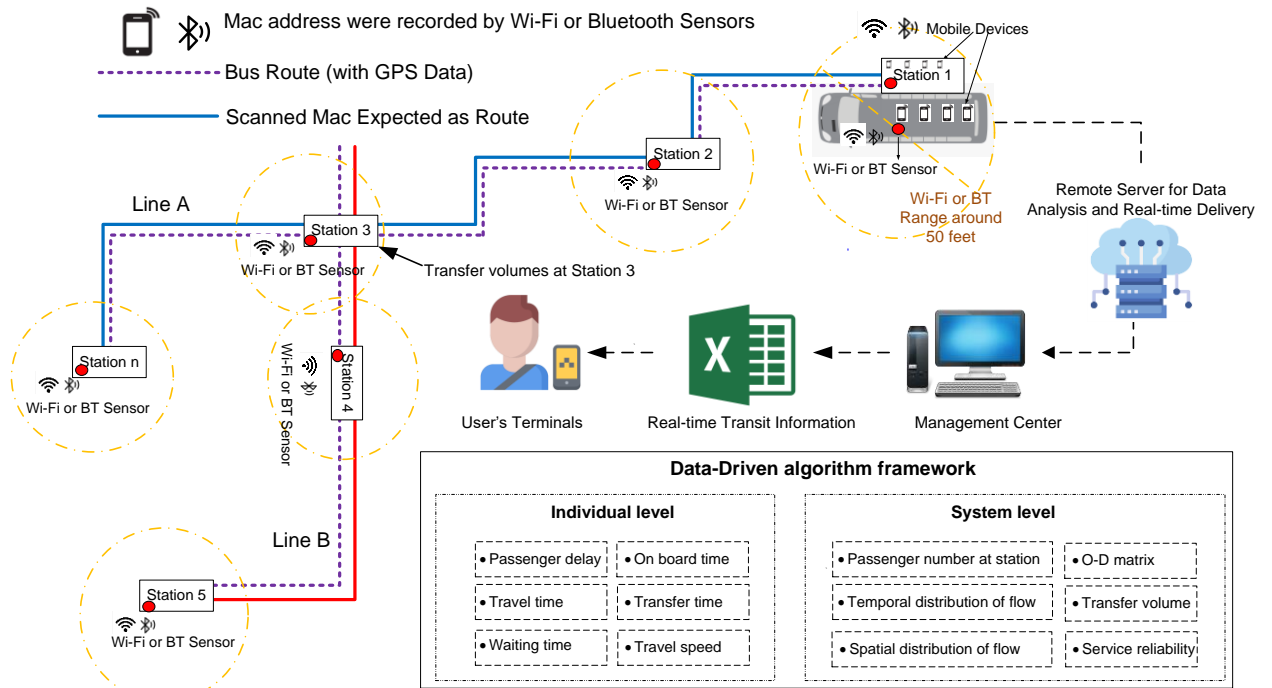 Mac address were recorded by Wi-Fi or Bluetooth Sensors
Bus Route (with GPS Data)
Scanned Mac Expected as Route
Mobile Devices
Station 1
Wi-Fi or BT Sensor
Wi-Fi or BT
Range around
50 feet
Station 2
Wi-Fi or BT Sensor
Line A
Station 3
Wi-Fi or BT Sensor
Transfer volumes at Station 3
Remote Server for Data
Analysis and Real-time Delivery
Station n
Wi-Fi or BT Sensor
Station 4
Wi-Fi or BT Sensor
X
User's Terminals
Real-time Transit Information
Management Center
Line B
Station 5
Wi-Fi or BT Sensor
Data-Driven algorithm framework
Individual level
• Passenger delay
• On board time
• Travel time
• Transfer time
• Waiting time
• Travel speed
System level
• Passenger number at station
• O-D matrix
• Temporal distribution of flow
• Transfer volume
• Spatial distribution of flow
• Service reliability